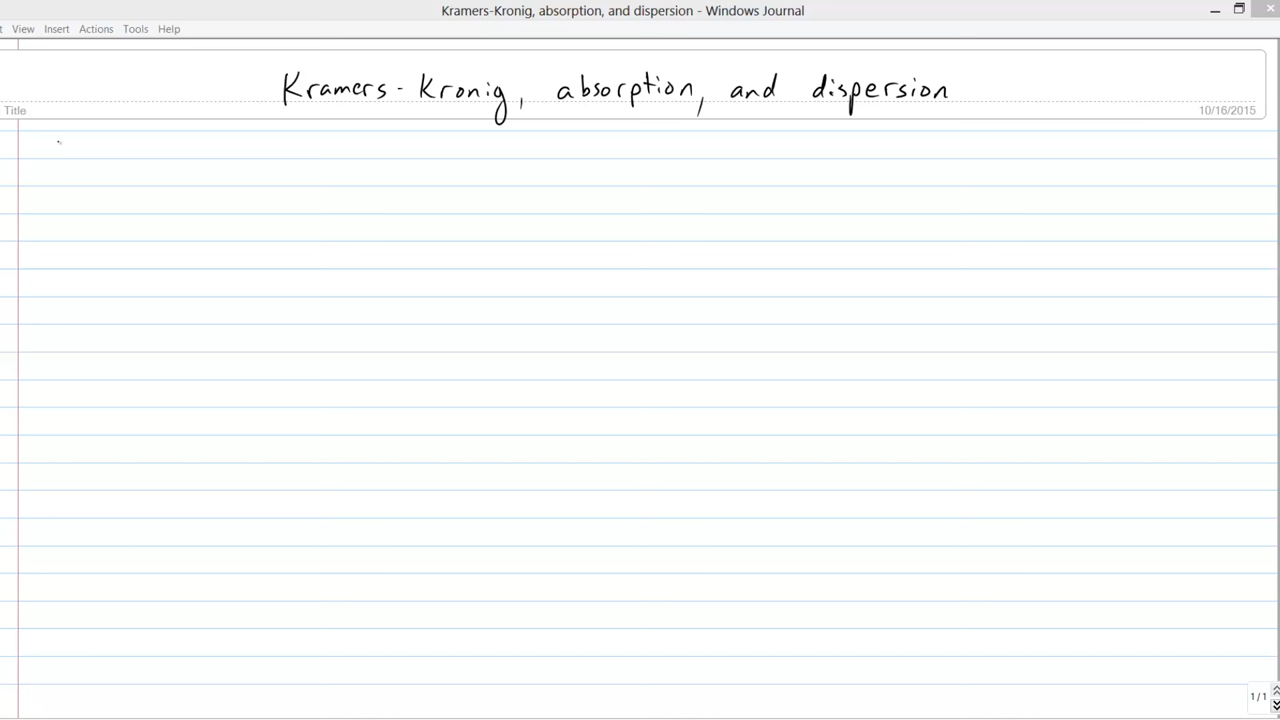 Kramers-Kronig, absorption, and dispersion - Windows Journal
View Insert Actions Tools Help
Kramers - Kronig, absorption, and dispersion
Title
10/16/2015
1/1